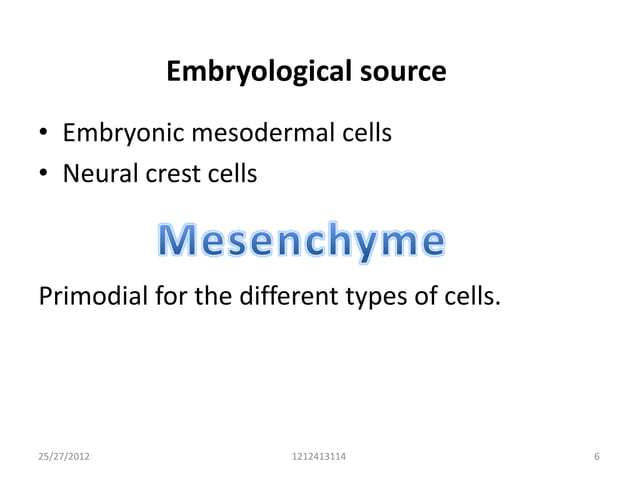 Embryological source
• Embryonic mesodermal cells
• Neural crest cells
Mesenchyme
Primodial for the different types of cells.
25/27/2012 1212413114 6